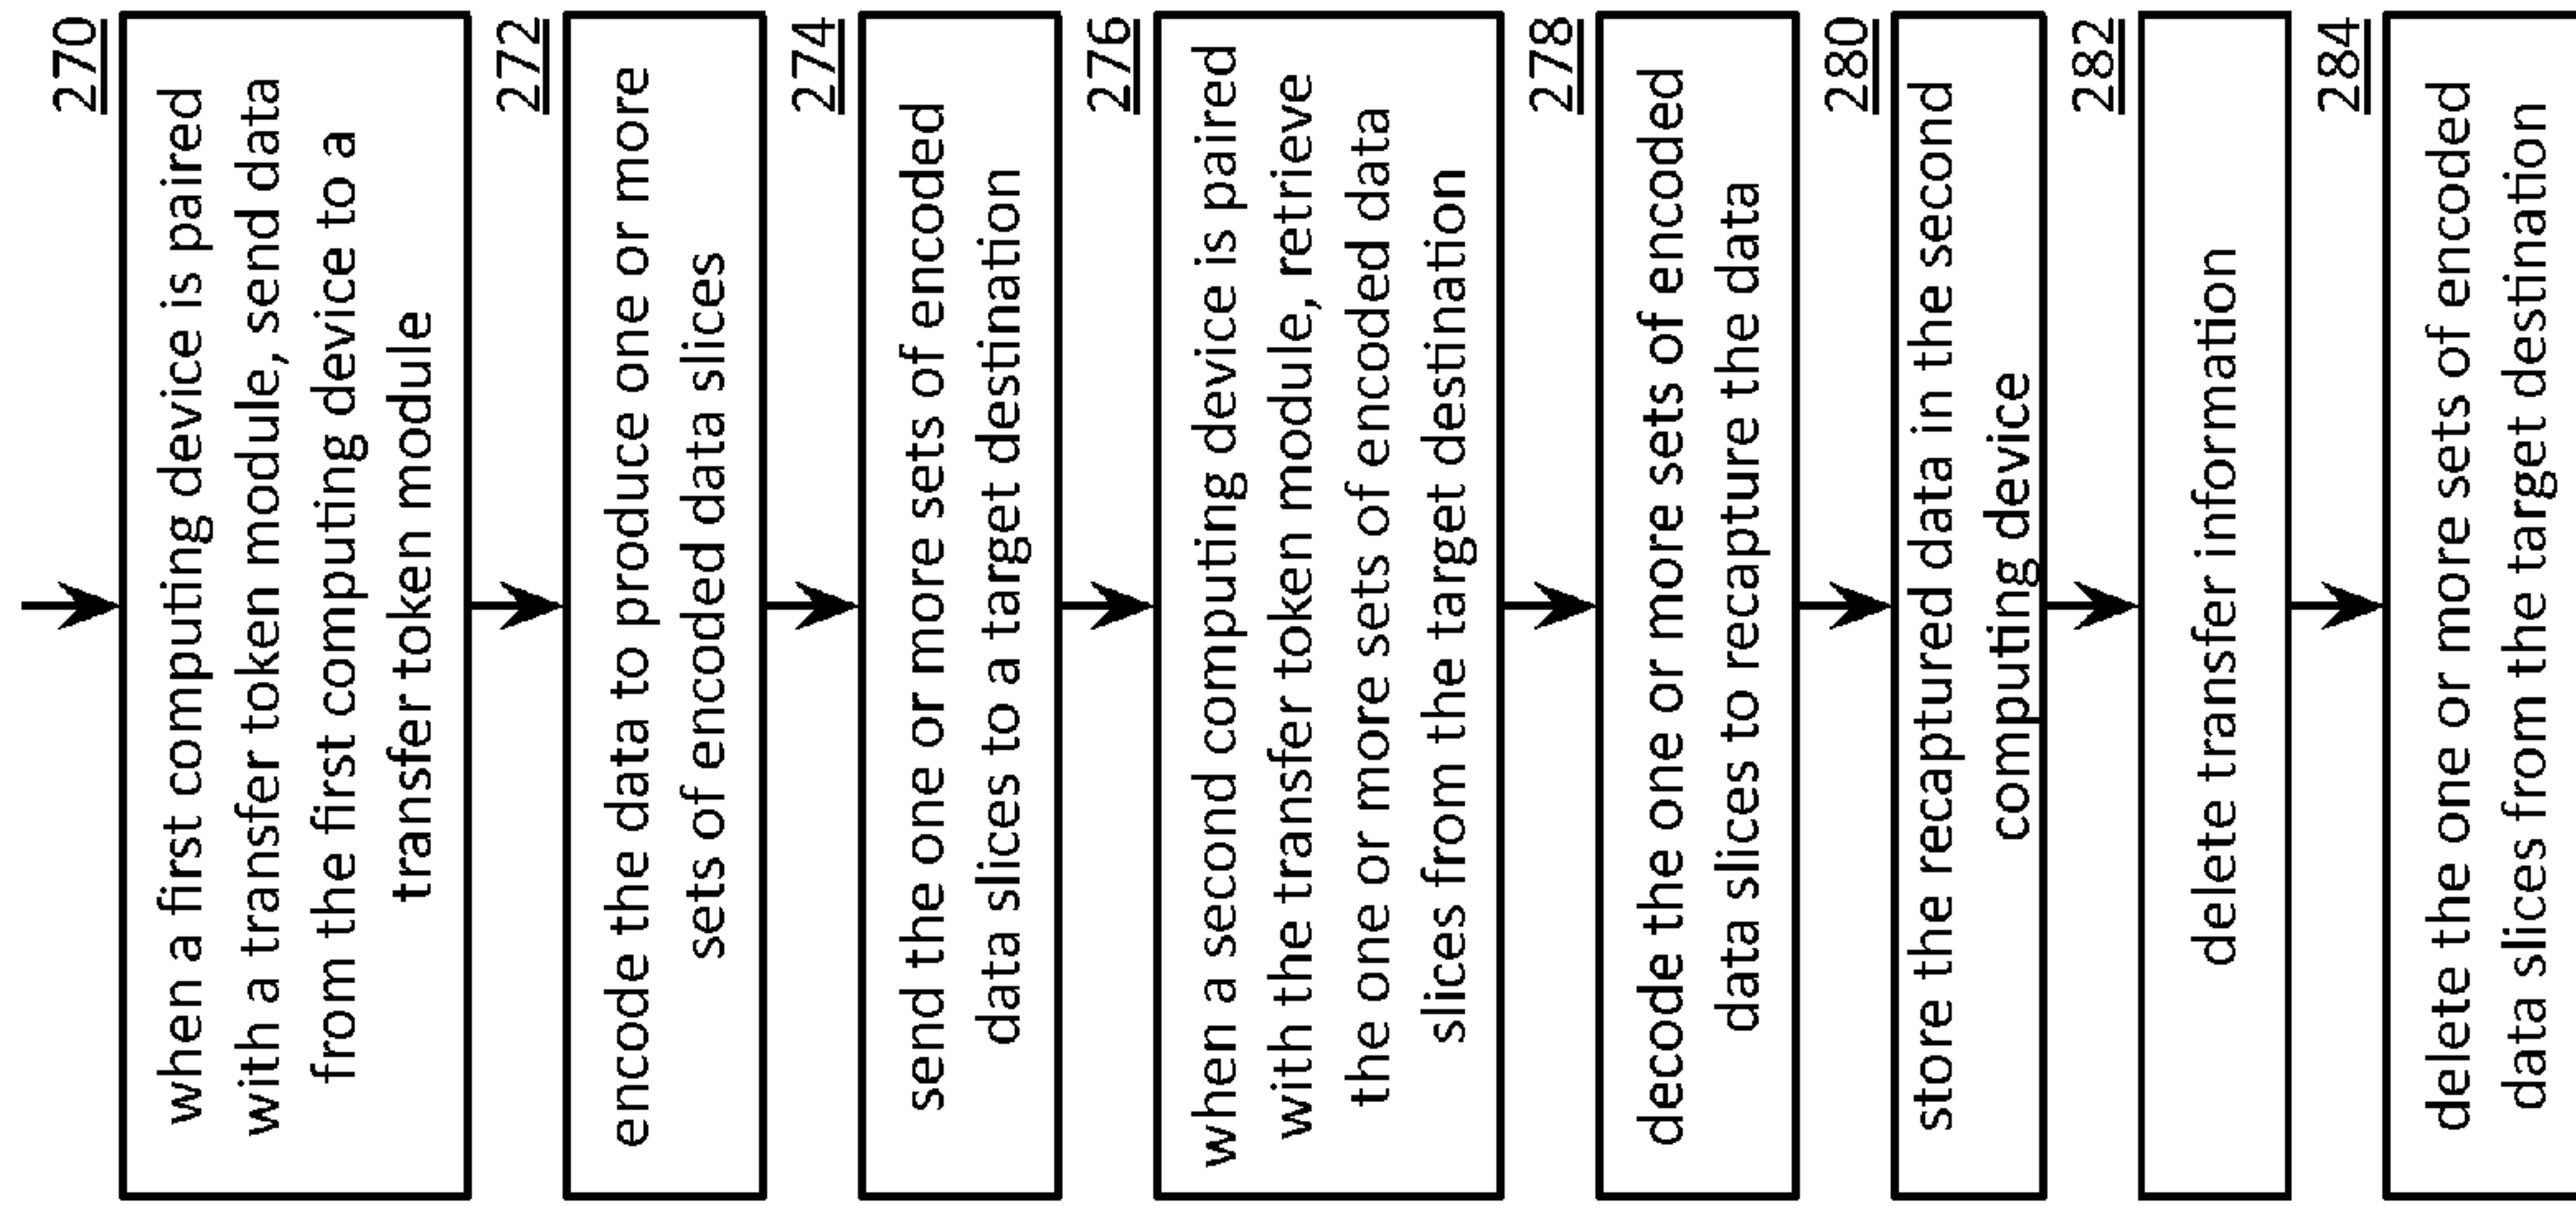 270
when a first computing device is paired
with a transfer token module, send data
from the first computing device to a
transfer token module
272
encode the data to produce one or more
sets of encoded data slices
274
send the one or more sets of encoded
data slices to a target destination
276
when a second computing device is paired
with the transfer token module, retrieve
the one or more sets of encoded data
slices from the target destination
278
decode the one or more sets of encoded
data slices to recapture the data
280
store the recaptured data in the second
computing device
282
delete transfer information
284
delete the one or more sets of encoded
data slices from the target destination